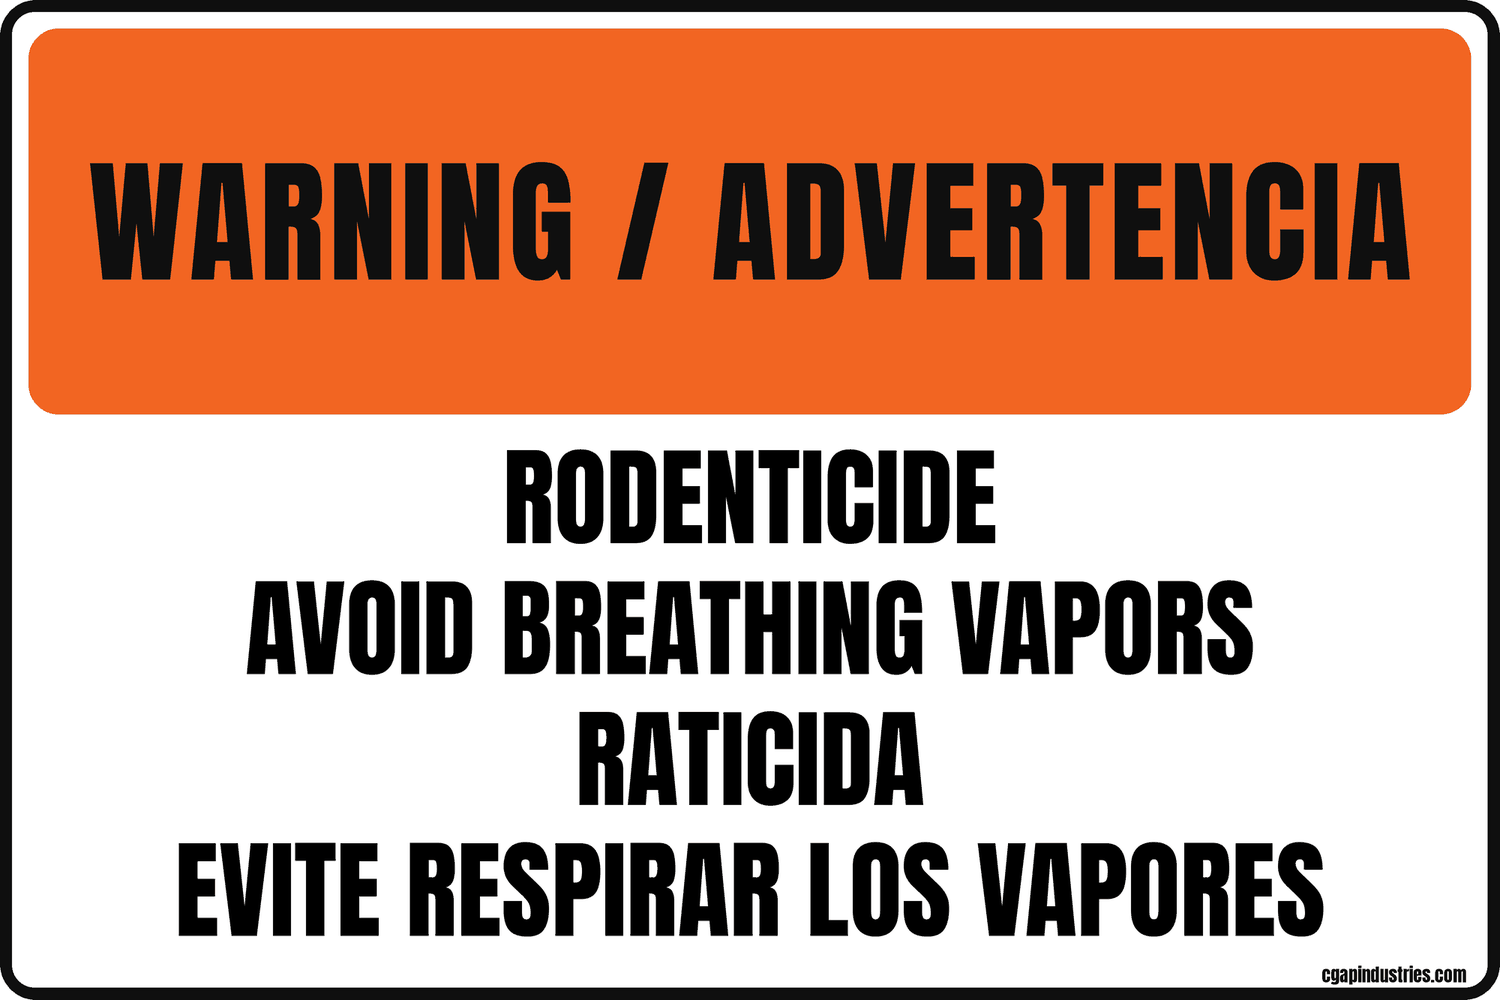 WARNING / ADVERTENCIA
RODENTICIDE
AVOID BREATHING VAPORS
RATICIDA
EVITE RESPIRAR LOS VAPORES
cgapindustries.com